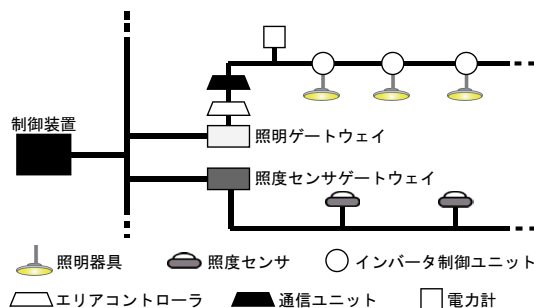 制御装置
照明ゲートウェイ
照度センサゲートウェイ
照明器具
照度センサ
インバータ制御ユニット
エリアコントローラ
通信ユニット
電力計